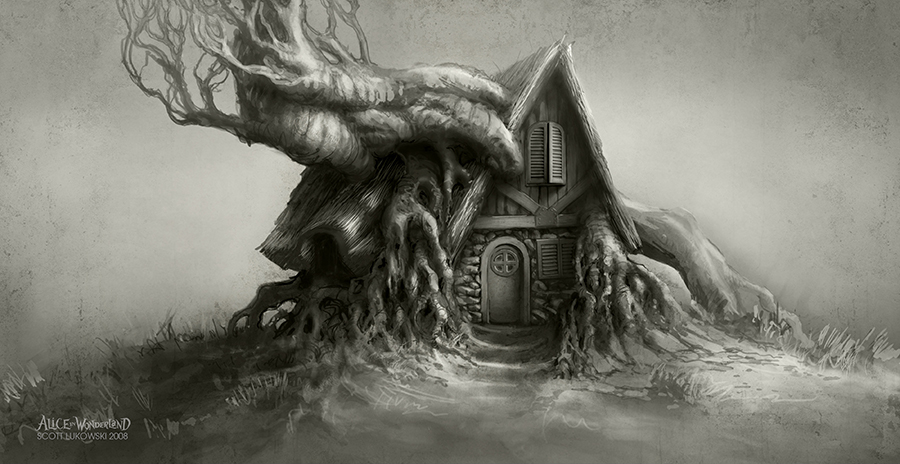 ALICE IN WONDERLAND
SCOTT LUKOWSKI 2008